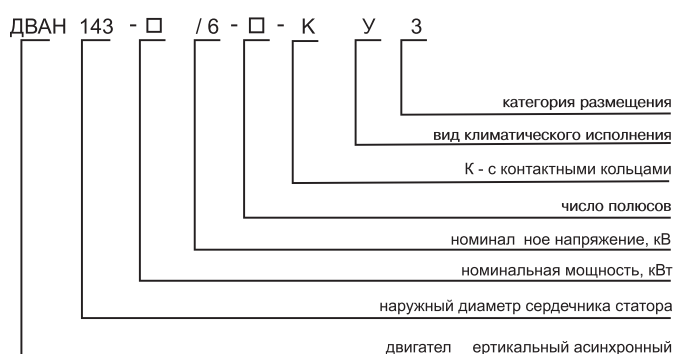 ДВАН 143 - □ / 6 - □ - К У 3
категория размещения
вид климатического исполнения
К - с контактными кольцами
число полюсов
номинал ное напряжение, кВ
номинальная мощность, кВт
наружный диаметр сердечника статора
двигател ертикальный асинхронный